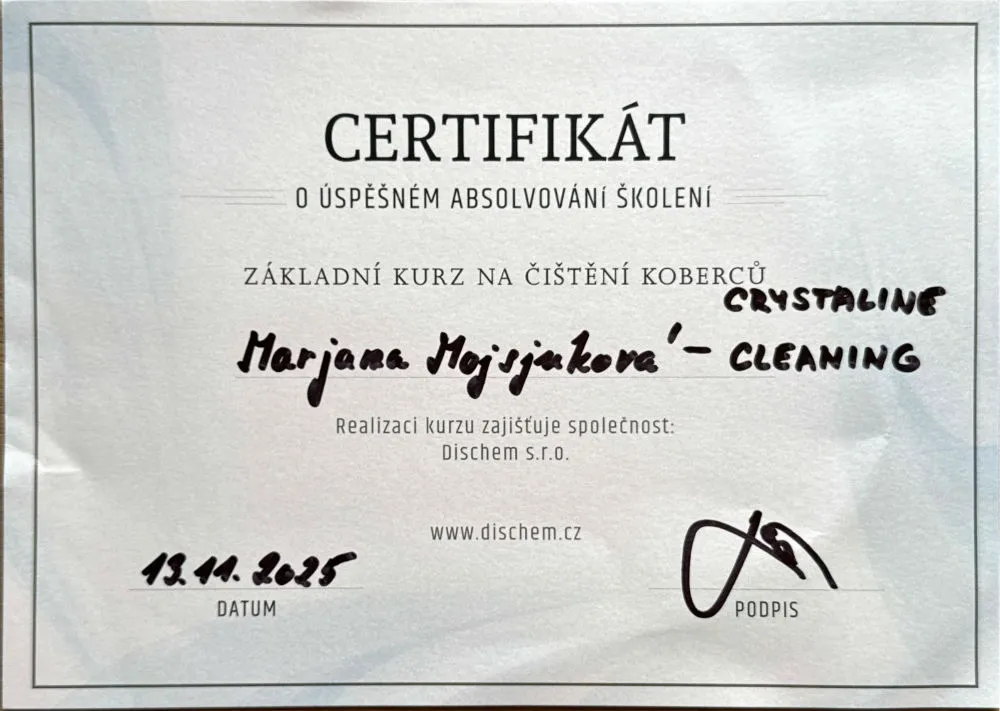 CERTIFIKÁT
O ÚSPĚŠNÉM ABSOLVOVÁNÍ ŠKOLENÍ
ZÁKLADNÍ KURZ NA ČIŠTĚNÍ KOBERCŮ
CRYSTALINE
Marjana Mojsjuková - CLEANING
Realizaci kurzu zajišťuje společnost:
Dischem s.r.o.
www.dischem.cz
13.11.2025
DATUM
PODPIS